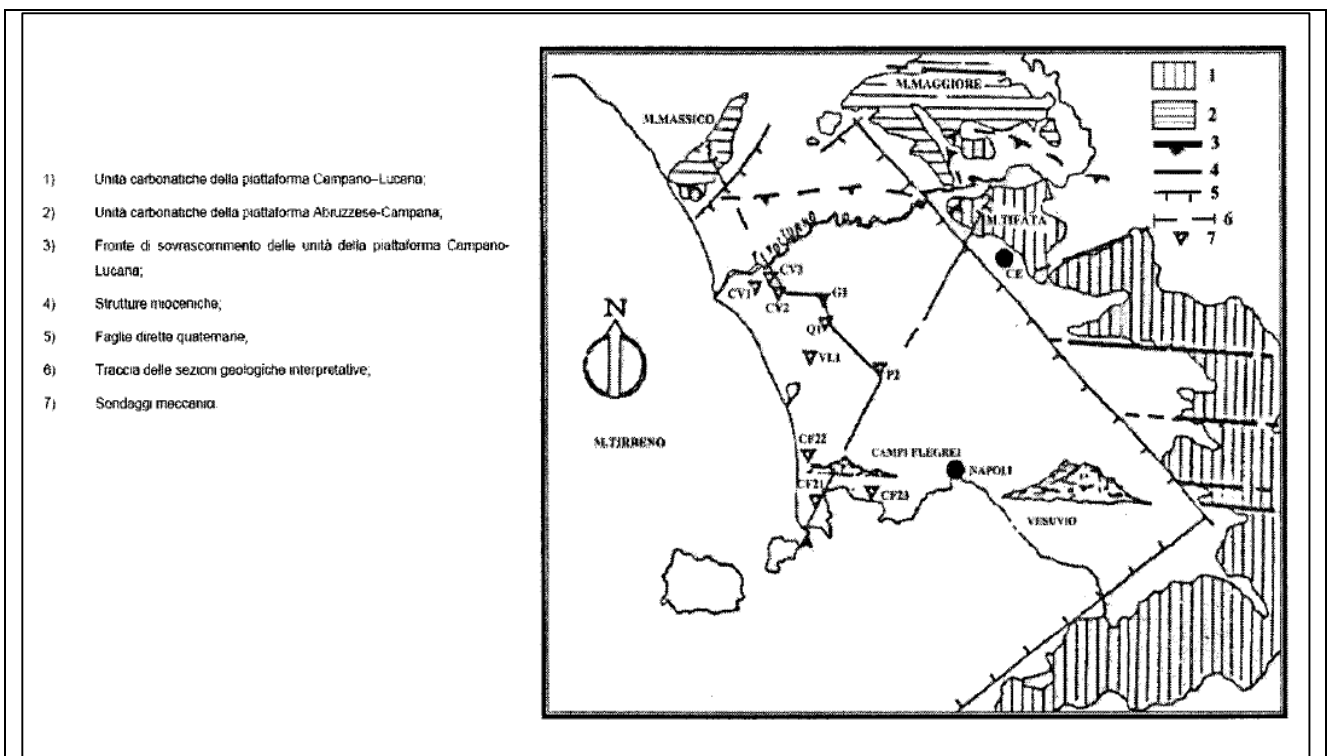 1) Unità carbonatiche della piattaforma Campano–Lucana;
2) Unità carbonatiche della piattaforma Abruzzese-Campana;
3) Fronte di sovrascorrimento delle unità della piattaforma Campano-
Lucana;
4) Strutture mioceniche;
5) Faglie dirette quaternarie;
6) Traccia delle sezioni geologiche interpretative;
7) Sondaggi meccanici.
M.MAGGIORE
M.MASSICO
1
2
3
4
5
6
7
M.TIFATA
CE
CV3
CV1
CV2
G1
Q1
VL1
P2
N
M.TIRRENO
CF22
CAMPI FLEGREI
NAPOLI
CF21
CF23
VESUVIO